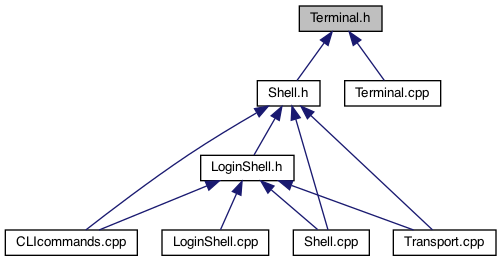 Terminal.h
Shell.h
Terminal.cpp
LoginShell.h
CLIcommands.cpp
LoginShell.cpp
Shell.cpp
Transport.cpp